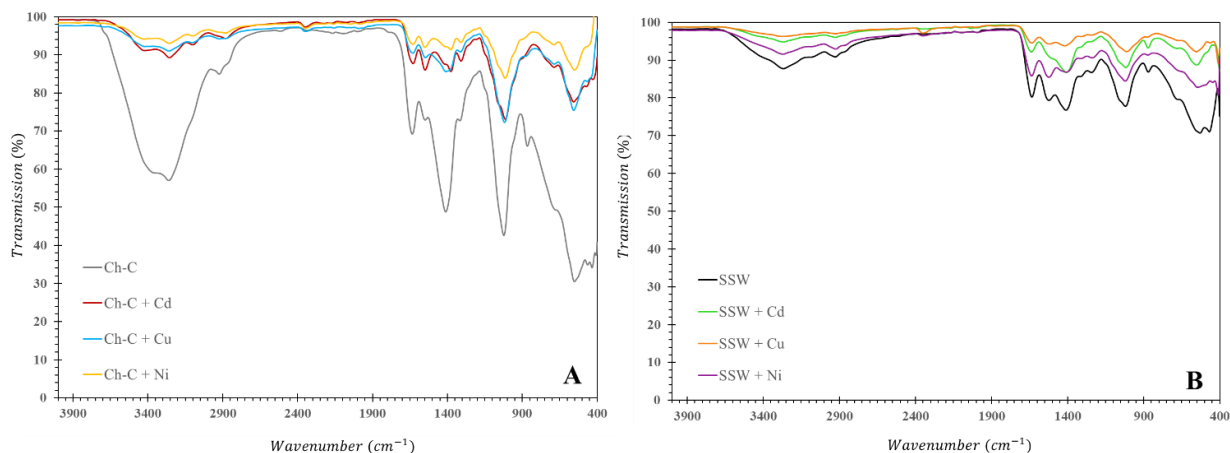 100
90
80
70
60
50
40
30
20
10
0
Transmission (%)
Ch-C
Ch-C + Cd
Ch-C + Cu
Ch-C + Ni
A
3900 3400 2900 2400 1900 1400 900 400
Wavenumber (cm⁻¹)
100
90
80
70
60
50
40
30
20
10
0
Transmission (%)
SSW
SSW + Cd
SSW + Cu
SSW + Ni
B
3900 3400 2900 2400 1900 1400 900 400
Wavenumber (cm⁻¹)